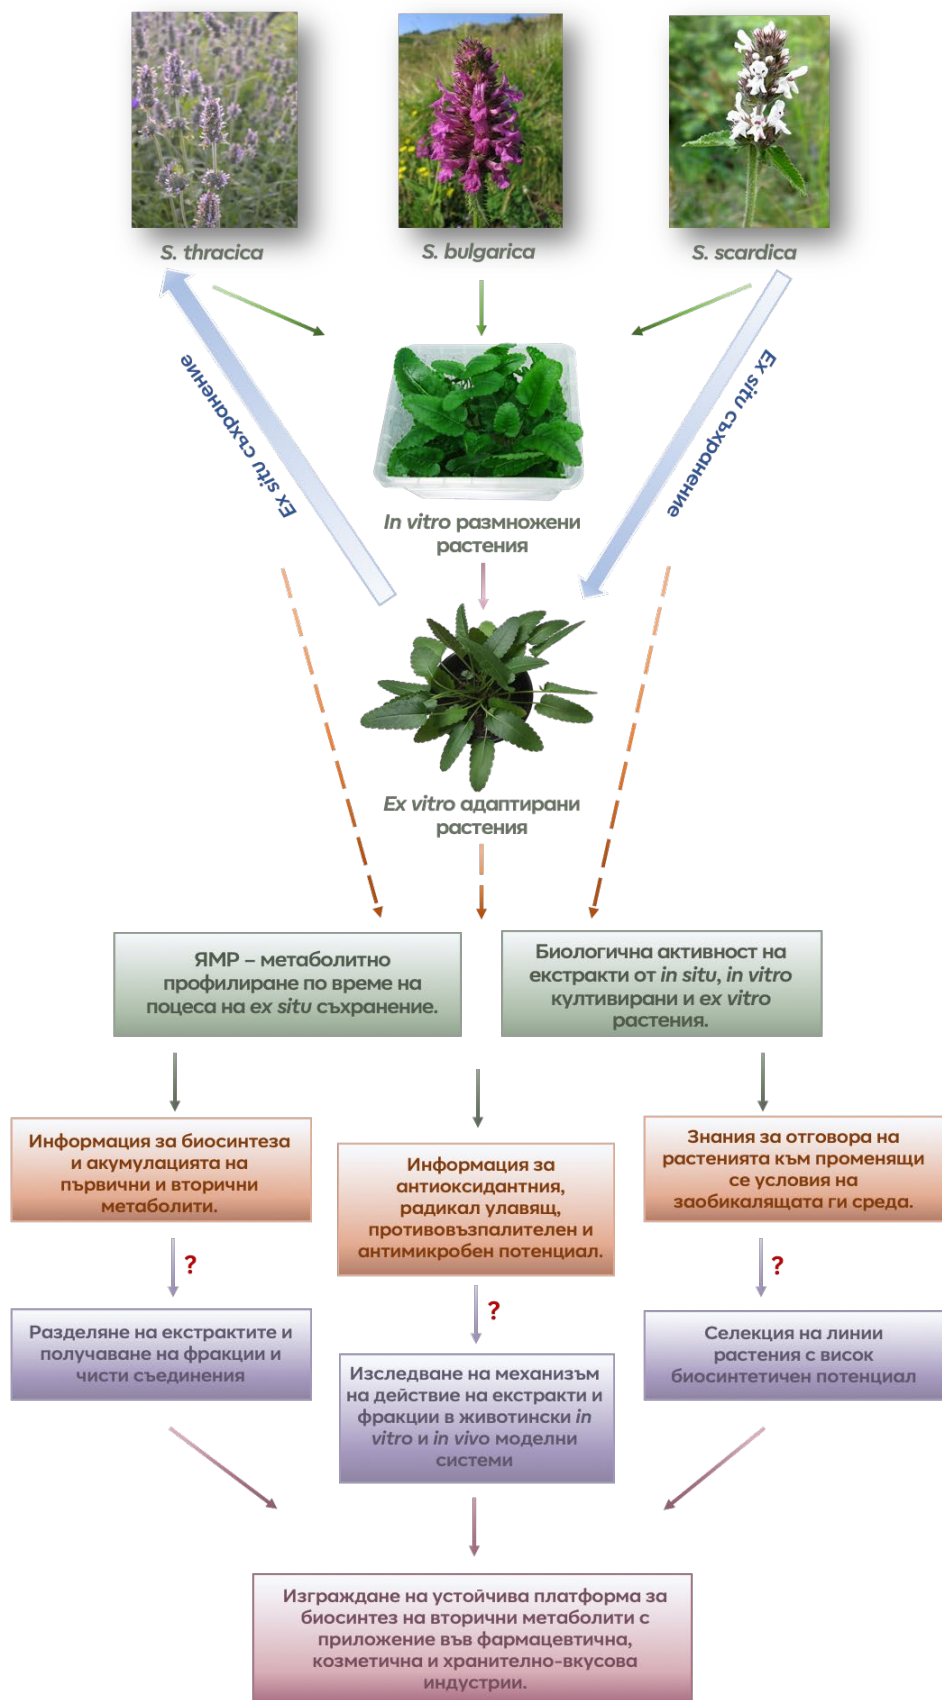 S. thracica
S. bulgarica
S. scardica
Ex situ съхранение
Ex situ съхранение
In vitro размножени
растения
Ex vitro адаптирани
растения
ЯМР – метаболитно
профилиране по време на
поцеса на ex situ съхранение.
Биологична активност на
екстракти от in situ, in vitro
култивирани и ex vitro
растения.
Информация за биосинтеза
и акумулацията на
първични и вторични
метаболити.
Информация за
антиоксидантния,
радикал улавящ,
противовъзпалителен и
антимикробен потенциал.
Знания за отговора на
растенията към променящи
се условия на
заобикалящата ги среда.
?
?
?
Разделяне на екстрактите и
получаване на фракции и
чисти съединения
Изследване на механизъм
на действие на екстракти и
фракции в животински in
vitro и in vivo моделни
системи
Селекция на линии
растения с висок
биосинтетичен потенциал
Изграждане на устойчива платформа за
биосинтез на вторични метаболити с
приложение във фармацевтична,
козметична и хранително-вкусова
индустрии.